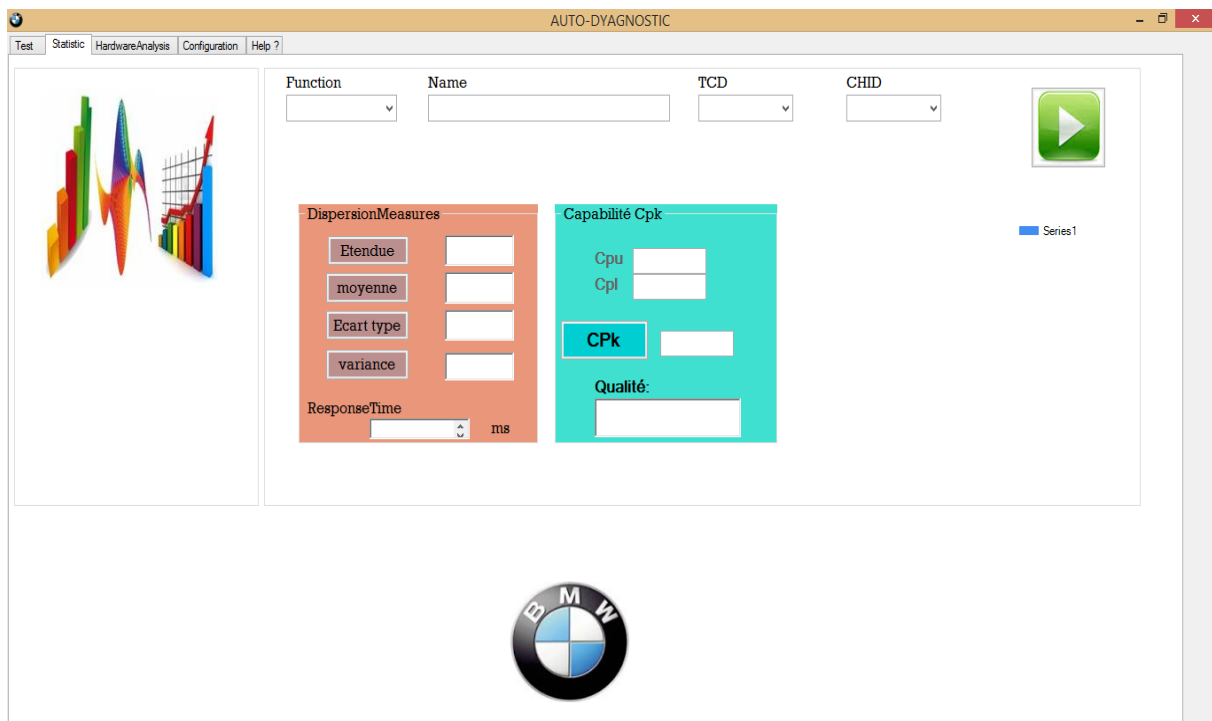 AUTO-DYAGNOSTIC
Test Statistic HardwareAnalysis Configuration Help ?
Function Name TCD CHID
DispersionMeasures
Etendue
moyenne
Ecart type
variance
ResponseTime
ms
Capabilité Cpk
Cpu
Cpl
CPk
Qualité:
Series1
BMW